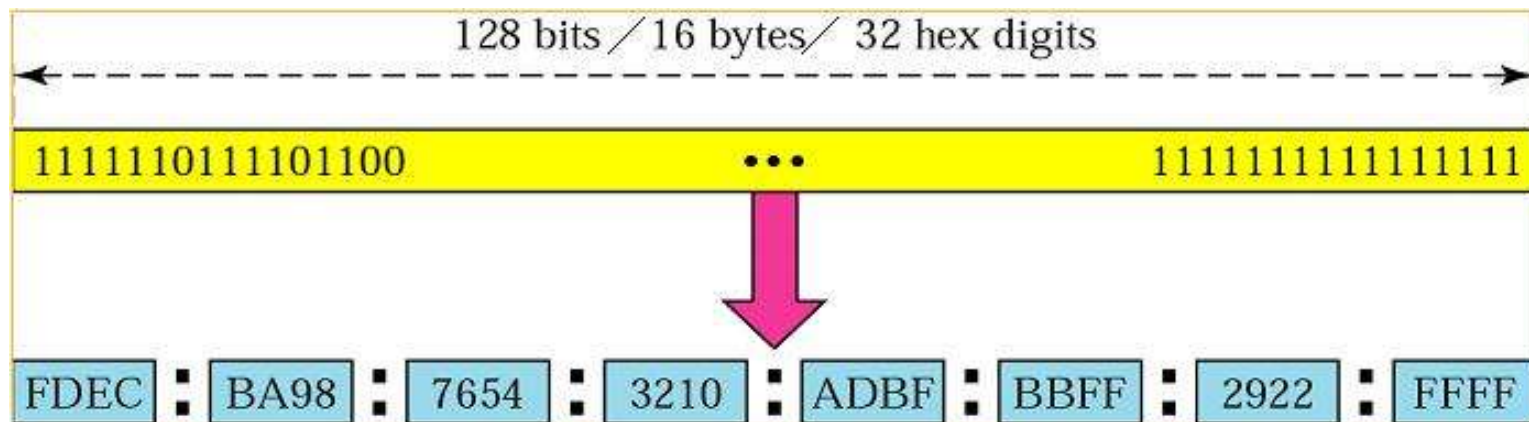 128 bits / 16 bytes / 32 hex digits
1111110111101100 ••• 1111111111111111
FDEC : BA98 : 7654 : 3210 : ADBF : BBFF : 2922 : FFFF